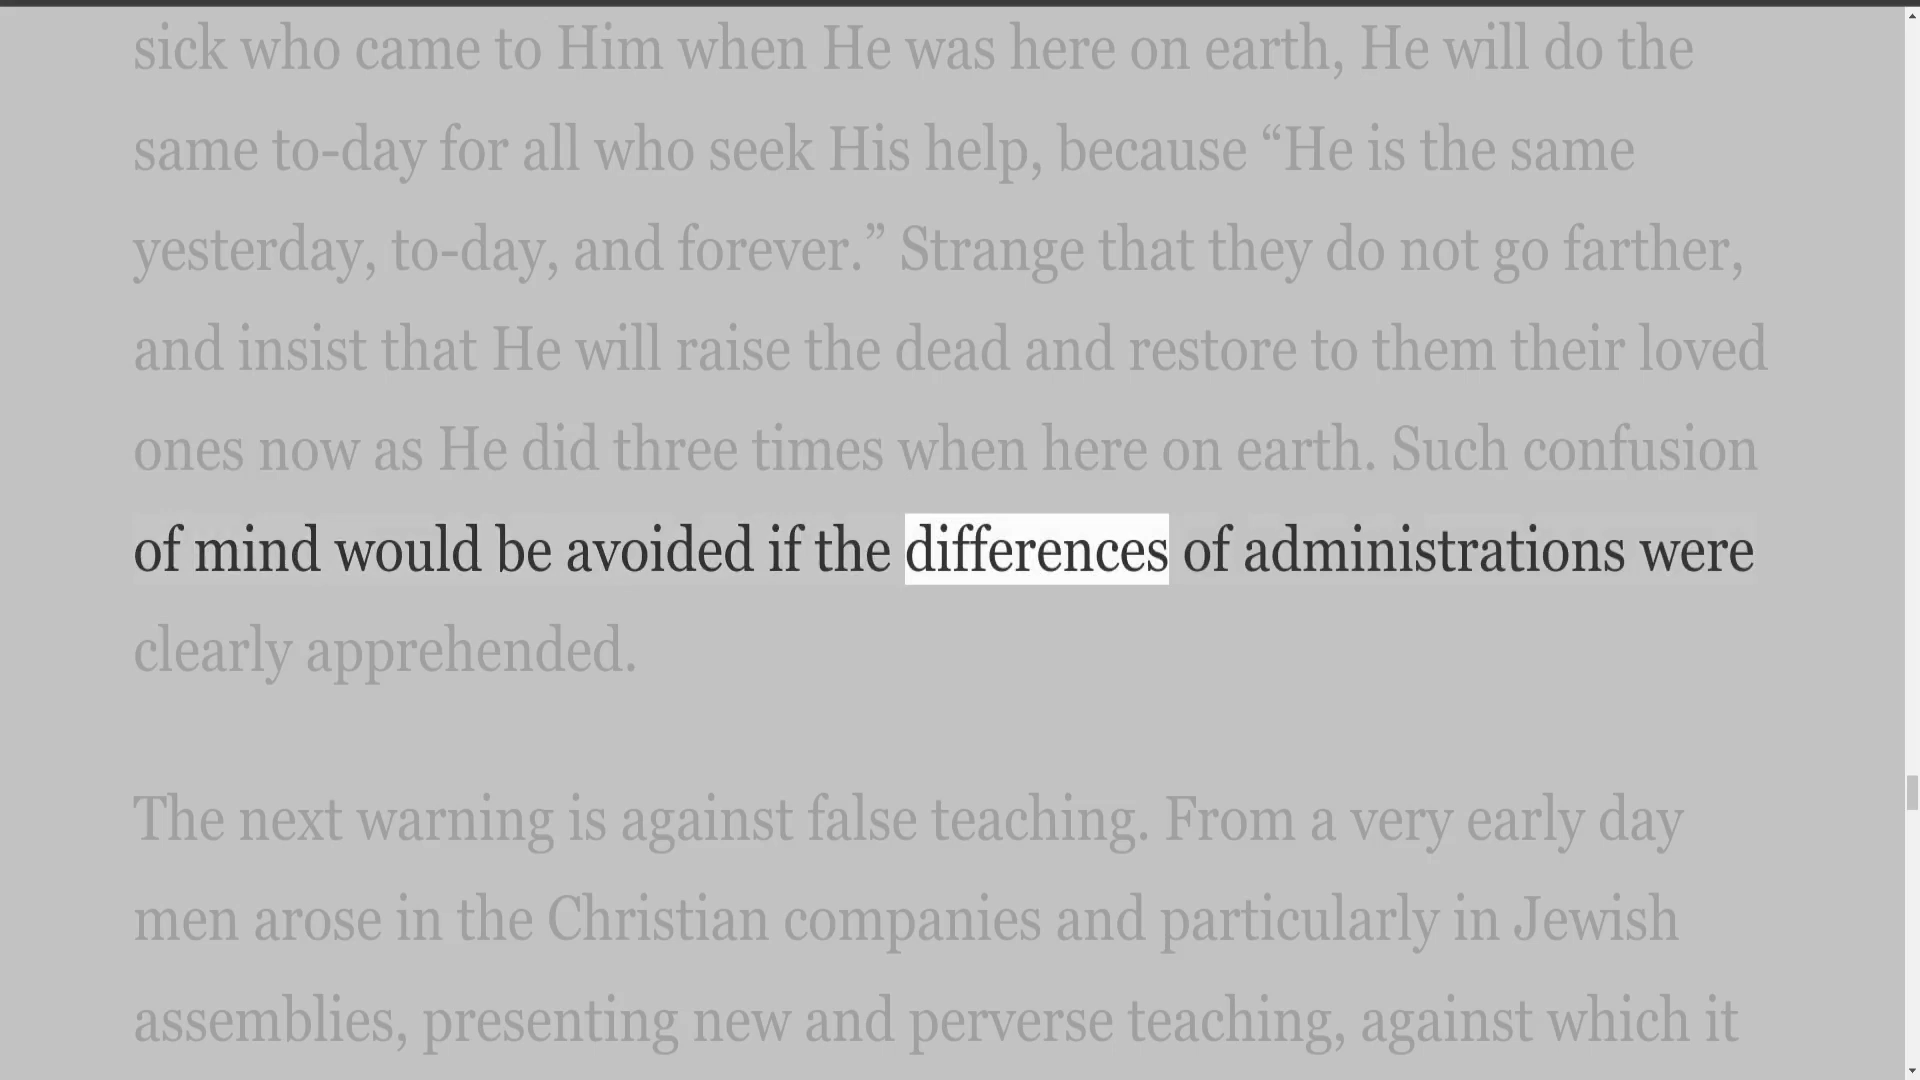 sick who came to Him when He was here on earth, He will do the
same to-day for all who seek His help, because “He is the same
yesterday, to-day, and forever.” Strange that they do not go farther,
and insist that He will raise the dead and restore to them their loved
ones now as He did three times when here on earth. Such confusion
of mind would be avoided if the differences of administrations were
clearly apprehended.
The next warning is against false teaching. From a very early day
men arose in the Christian companies and particularly in Jewish
assemblies, presenting new and perverse teaching, against which it